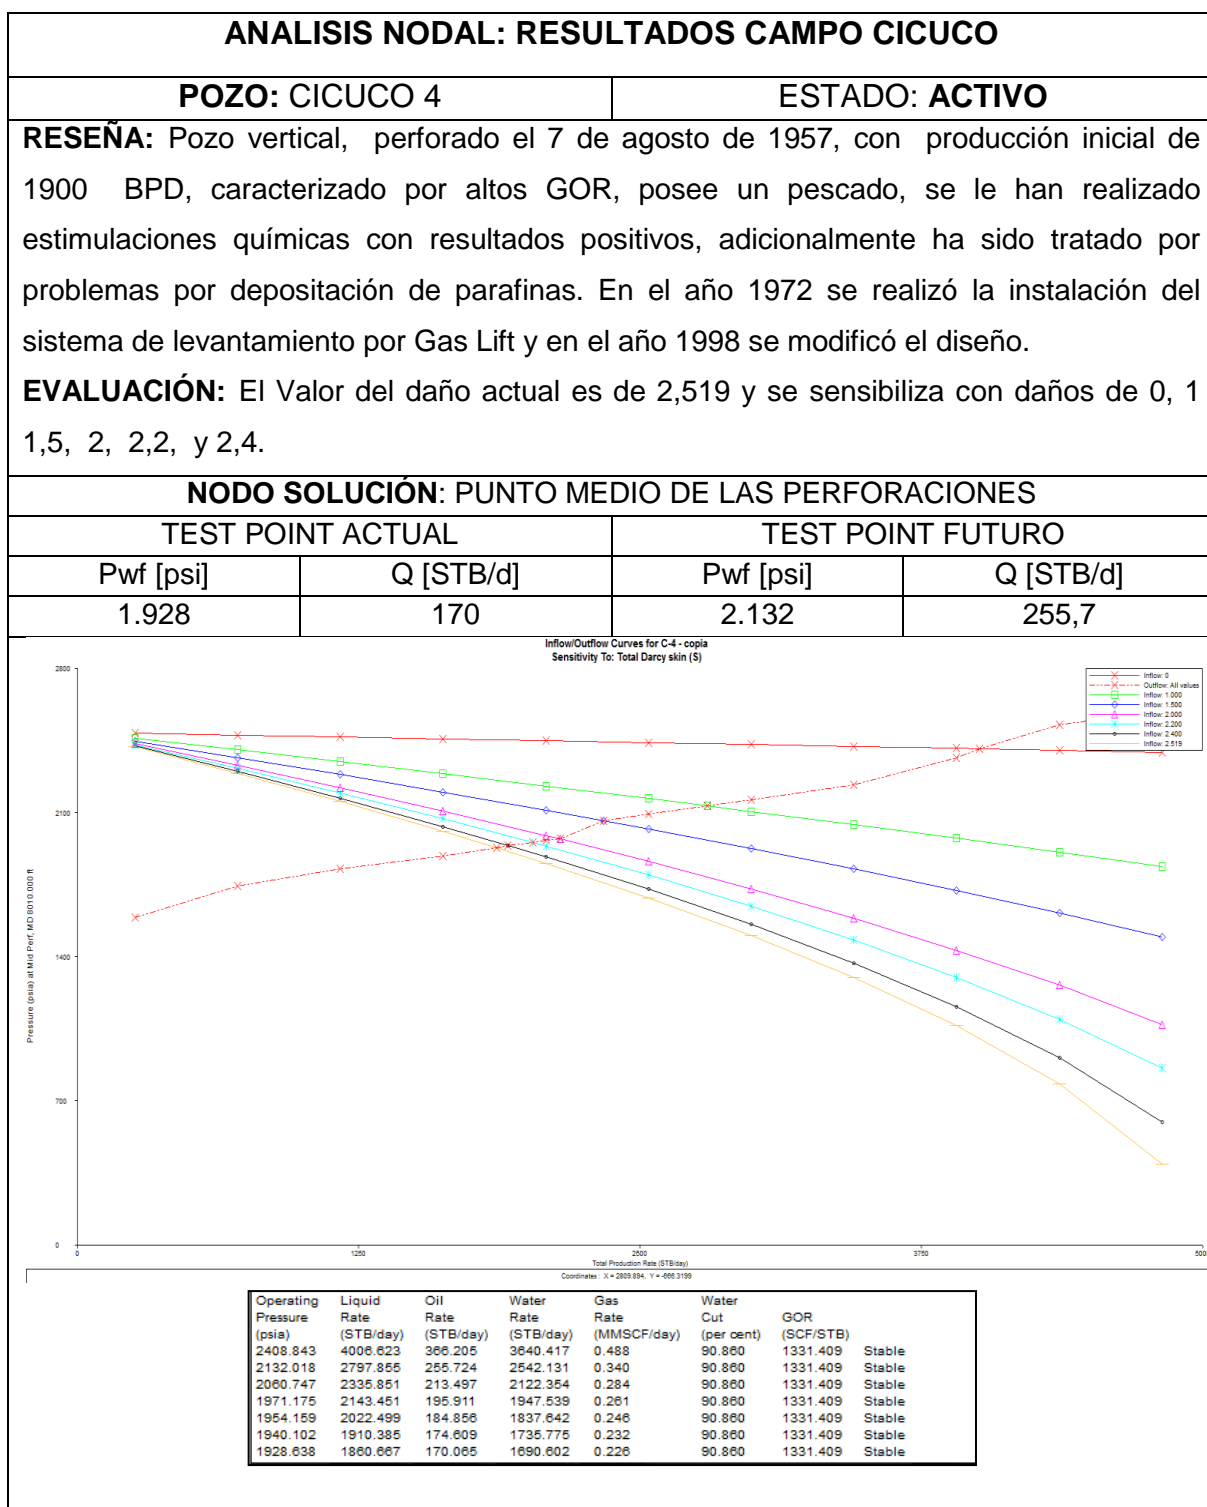 ANALISIS NODAL: RESULTADOS CAMPO CICUCO
POZO: CICUCO 4 ESTADO: ACTIVO
RESEÑA: Pozo vertical, perforado el 7 de agosto de 1957, con producción inicial de
1900 BPD, caracterizado por altos GOR, posee un pescado, se le han realizado
estimulaciones químicas con resultados positivos, adicionalmente ha sido tratado por
problemas por depositación de parafinas. En el año 1972 se realizó la instalación del
sistema de levantamiento por Gas Lift y en el año 1998 se modificó el diseño.
EVALUACIÓN: El Valor del daño actual es de 2,519 y se sensibiliza con daños de 0, 1
1,5, 2, 2,2, y 2,4.
NODO SOLUCIÓN: PUNTO MEDIO DE LAS PERFORACIONES
TEST POINT ACTUAL TEST POINT FUTURO
Pwf [psi] Q [STB/d] Pwf [psi] Q [STB/d]
1.928 170 2.132 255,7
Inflow/Outflow Curves for C-4 - copia
Sensitivity To: Total Darcy skin (S)
Inflow: 0
Outflow: All values
Inflow: 1.000
Inflow: 1.500
Inflow: 2.000
Inflow: 2.200
Inflow: 2.400
Inflow: 2.519
2800
2100
1400
700
0
Pressure (psia) at Mid Perf, MD 8010.000 ft
0 1250 2500 3750 500
Total Production Rate (STB/day)
Coordinates : X = 2809.894, Y = -666.3199
Operating Liquid Oil Water Gas Water
Pressure Rate Rate Rate Rate Cut GOR
(psia) (STB/day) (STB/day) (STB/day) (MMSCF/day) (per cent) (SCF/STB)
2408.843 4006.623 366.205 3640.417 0.488 90.860 1331.409 Stable
2132.018 2797.855 255.724 2542.131 0.340 90.860 1331.409 Stable
2060.747 2335.851 213.497 2122.354 0.284 90.860 1331.409 Stable
1971.175 2143.451 195.911 1947.539 0.261 90.860 1331.409 Stable
1954.159 2022.499 184.856 1837.642 0.246 90.860 1331.409 Stable
1940.102 1910.385 174.609 1735.775 0.232 90.860 1331.409 Stable
1928.638 1860.667 170.065 1690.602 0.226 90.860 1331.409 Stable